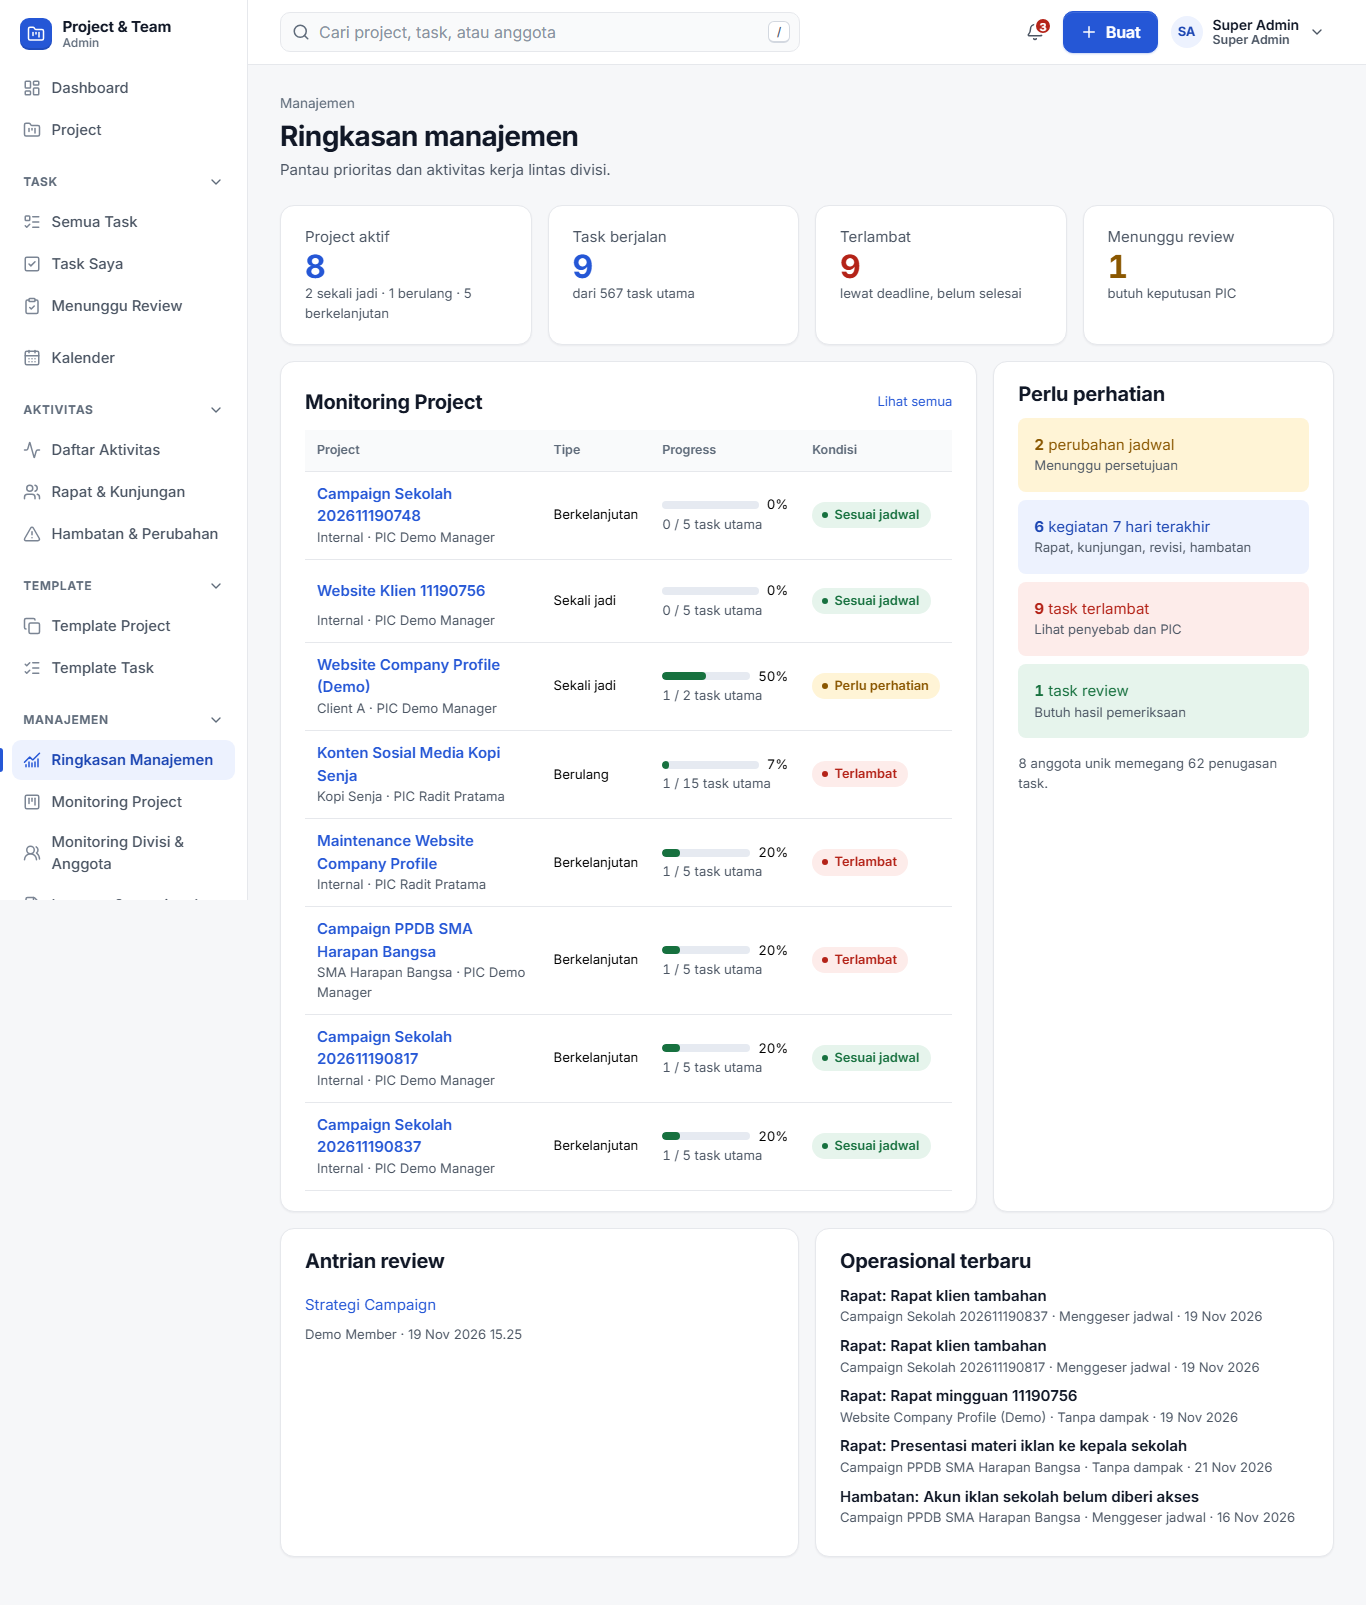 Project & Team
Admin
Dashboard
Project
TASK
Semua Task
Task Saya
Menunggu Review
Kalender
AKTIVITAS
Daftar Aktivitas
Rapat & Kunjungan
Hambatan & Perubahan
TEMPLATE
Template Project
Template Task
MANAJEMEN
Ringkasan Manajemen
Monitoring Project
Monitoring Divisi &
Anggota
Cari project, task, atau anggota
/
3
Buat
SA
Super Admin
Super Admin
Manajemen
Ringkasan manajemen
Pantau prioritas dan aktivitas kerja lintas divisi.
Project aktif
8
2 sekali jadi · 1 berulang · 5
berkelanjutan
Task berjalan
9
dari 567 task utama
Terlambat
9
lewat deadline, belum selesai
Menunggu review
1
butuh keputusan PIC
Monitoring Project
Lihat semua
Project Tipe Progress Kondisi
Campaign Sekolah
202611190748
Internal · PIC Demo Manager
Berkelanjutan
0%
0 / 5 task utama
Sesuai jadwal
Website Klien 11190756
Internal · PIC Demo Manager
Sekali jadi
0%
0 / 5 task utama
Sesuai jadwal
Website Company Profile
(Demo)
Client A · PIC Demo Manager
Sekali jadi
50%
1 / 2 task utama
Perlu perhatian
Konten Sosial Media Kopi
Senja
Kopi Senja · PIC Radit Pratama
Berulang
7%
1 / 15 task utama
Terlambat
Maintenance Website
Company Profile
Internal · PIC Radit Pratama
Berkelanjutan
20%
1 / 5 task utama
Terlambat
Campaign PPDB SMA
Harapan Bangsa
SMA Harapan Bangsa · PIC Demo
Manager
Berkelanjutan
20%
1 / 5 task utama
Terlambat
Campaign Sekolah
202611190817
Internal · PIC Demo Manager
Berkelanjutan
20%
1 / 5 task utama
Sesuai jadwal
Campaign Sekolah
202611190837
Internal · PIC Demo Manager
Berkelanjutan
20%
1 / 5 task utama
Sesuai jadwal
Perlu perhatian
2 perubahan jadwal
Menunggu persetujuan
6 kegiatan 7 hari terakhir
Rapat, kunjungan, revisi, hambatan
9 task terlambat
Lihat penyebab dan PIC
1 task review
Butuh hasil pemeriksaan
8 anggota unik memegang 62 penugasan
task.
Antrian review
Strategi Campaign
Demo Member · 19 Nov 2026 15.25
Operasional terbaru
Rapat: Rapat klien tambahan
Campaign Sekolah 202611190837 · Menggeser jadwal · 19 Nov 2026
Rapat: Rapat klien tambahan
Campaign Sekolah 202611190817 · Menggeser jadwal · 19 Nov 2026
Rapat: Rapat mingguan 11190756
Website Company Profile (Demo) · Tanpa dampak · 19 Nov 2026
Rapat: Presentasi materi iklan ke kepala sekolah
Campaign PPDB SMA Harapan Bangsa · Tanpa dampak · 21 Nov 2026
Hambatan: Akun iklan sekolah belum diberi akses
Campaign PPDB SMA Harapan Bangsa · Menggeser jadwal · 16 Nov 2026